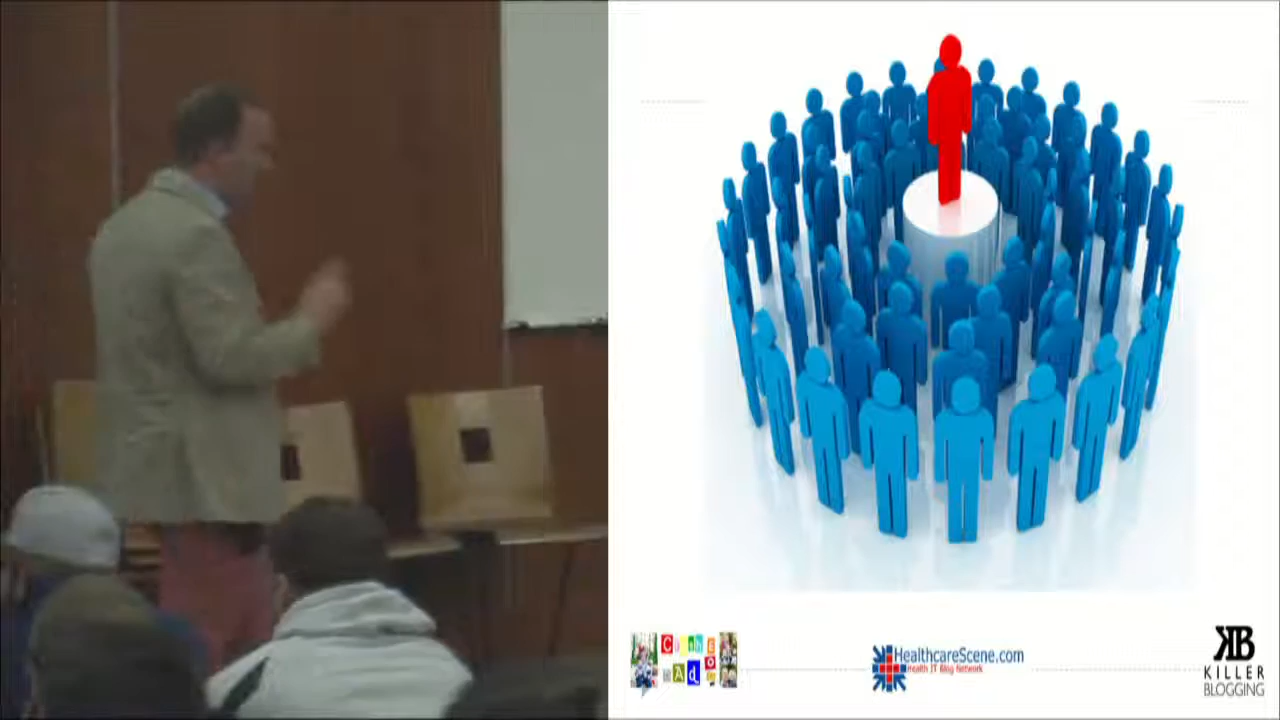 HealthcareScene.com
Health IT Blog Network
KB
KILLER
BLOGGING